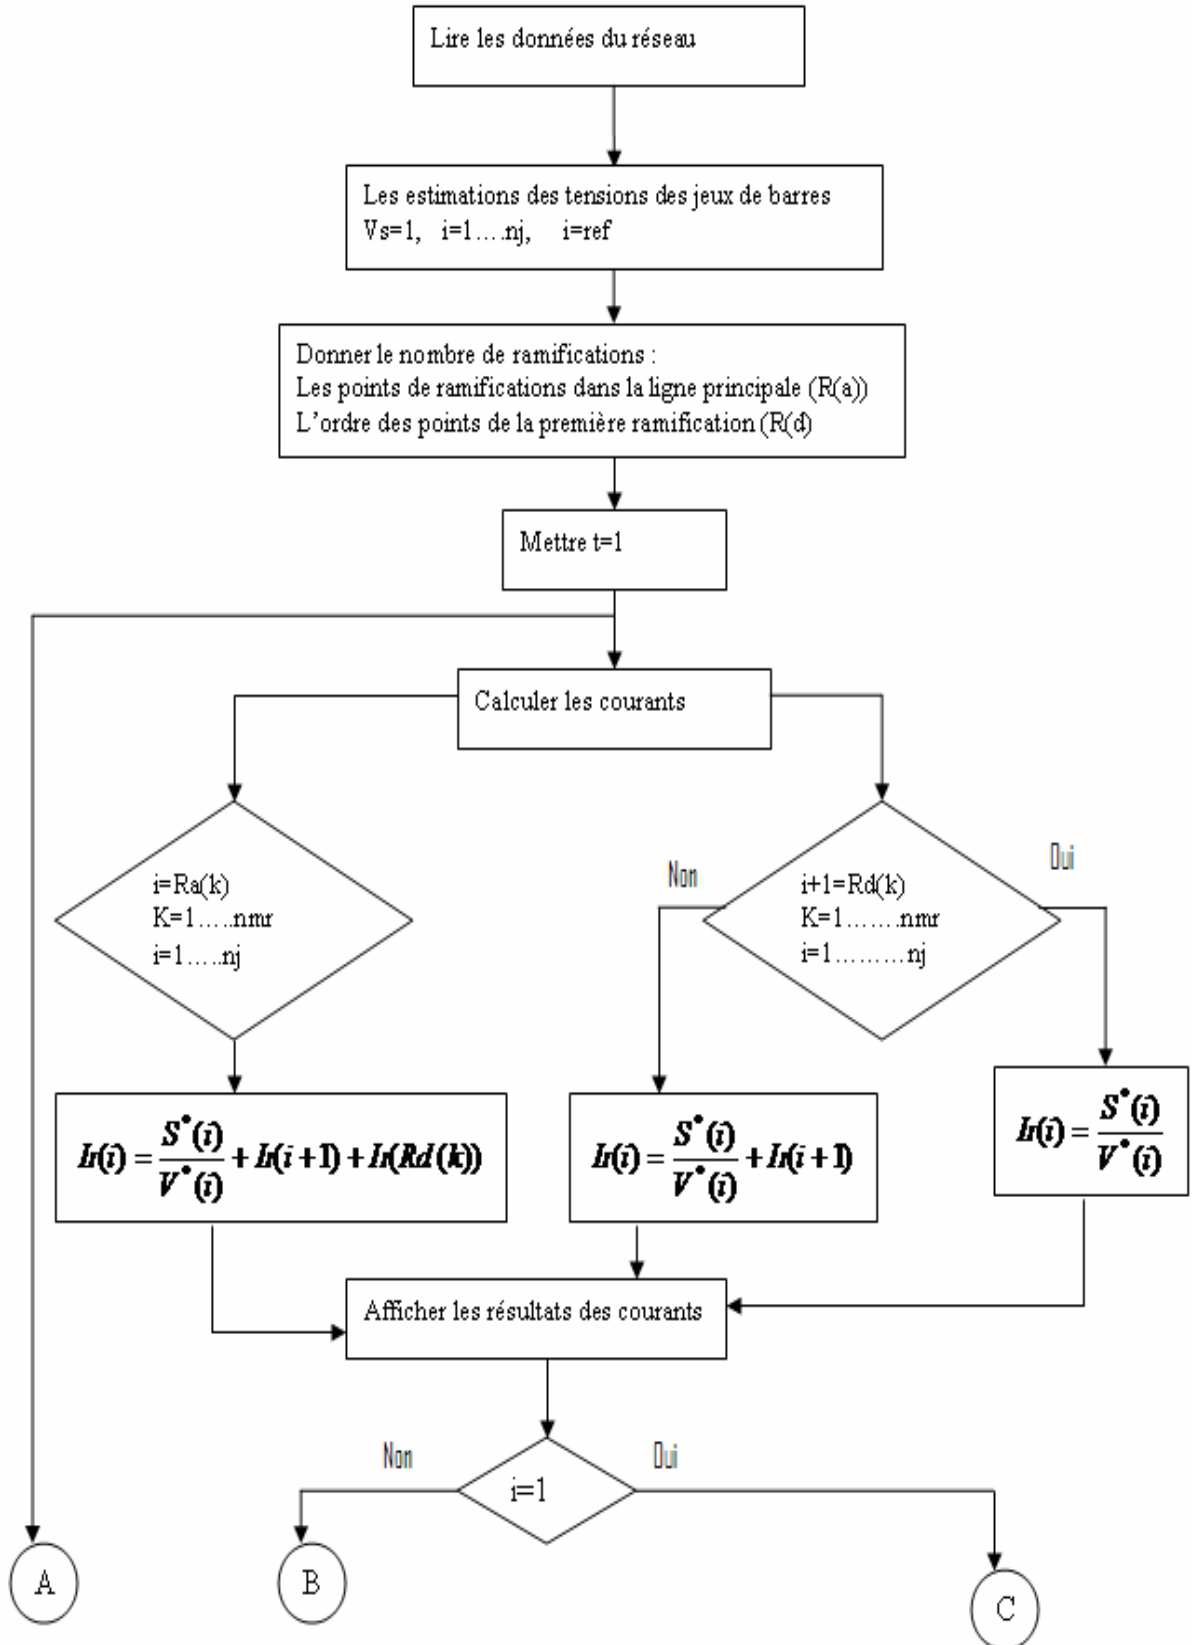 Lire les données du réseau
Les estimations des tensions des jeux de barres
Vs=1, i=1....nj, i=ref
Donner le nombre de ramifications :
Les points de ramifications dans la ligne principale (R(a))
L'ordre des points de la première ramification (R(d)
Mettre t=1
Calculer les courants
i=Ra(k)
K=1.....nmr
i=1.....nj
Non
i+1=Rd(k)
K=1.......nmr
i=1.........nj
Oui
Ir(i) = S*(i)/V*(i) + Ir(i+1) + Ir(Rd(k))
Ir(i) = S*(i)/V*(i) + Ir(i+1)
Ir(i) = S*(i)/V*(i)
Afficher les résultats des courants
Non
i=1
Oui
A
B
C